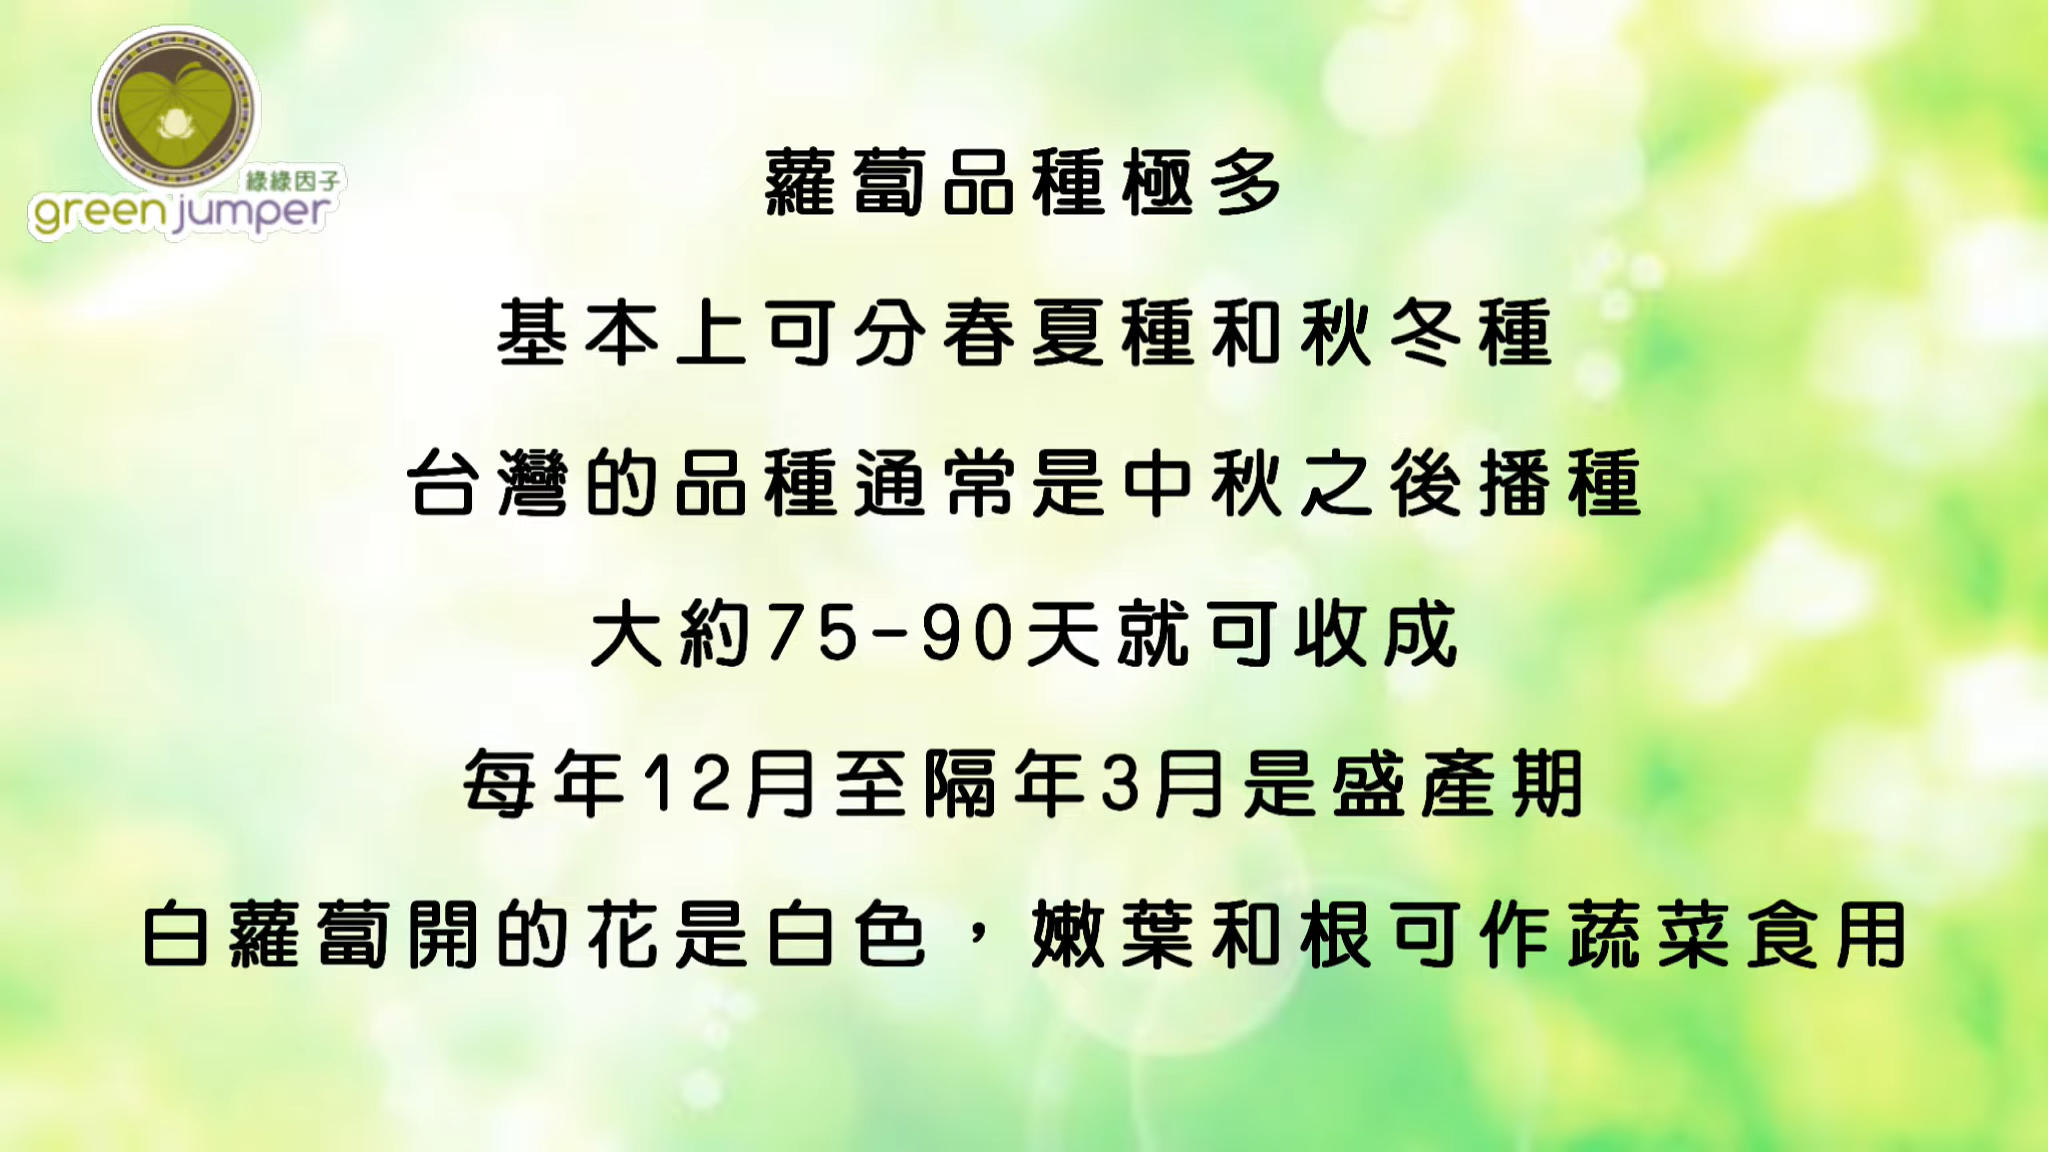 綠綠因子
green jumper
蘿蔔品種極多
基本上可分春夏種和秋冬種
台灣的品種通常是中秋之後播種
大約75-90天就可收成
每年12月至隔年3月是盛產期
白蘿蔔開的花是白色，嫩葉和根可作蔬菜食用